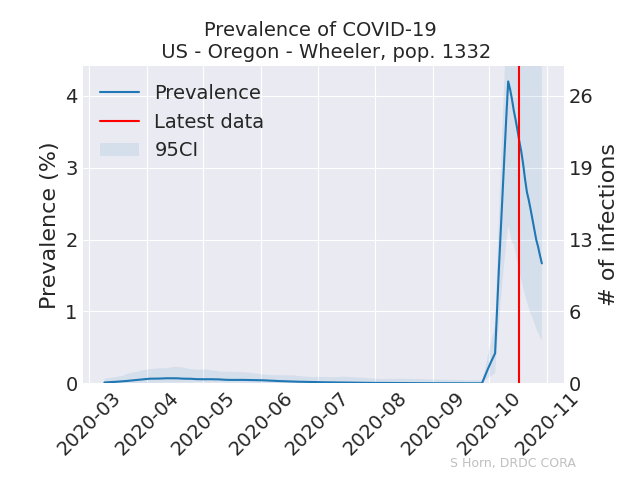 Prevalence of COVID-19
US - Oregon - Wheeler, pop. 1332
Prevalence
Latest data
95CI
Prevalence (%)
4
3
2
1
0
# of infections
26
19
13
6
0
2020-03
2020-04
2020-05
2020-06
2020-07
2020-08
2020-09
2020-10
2020-11
S Horn, DRDC CORA